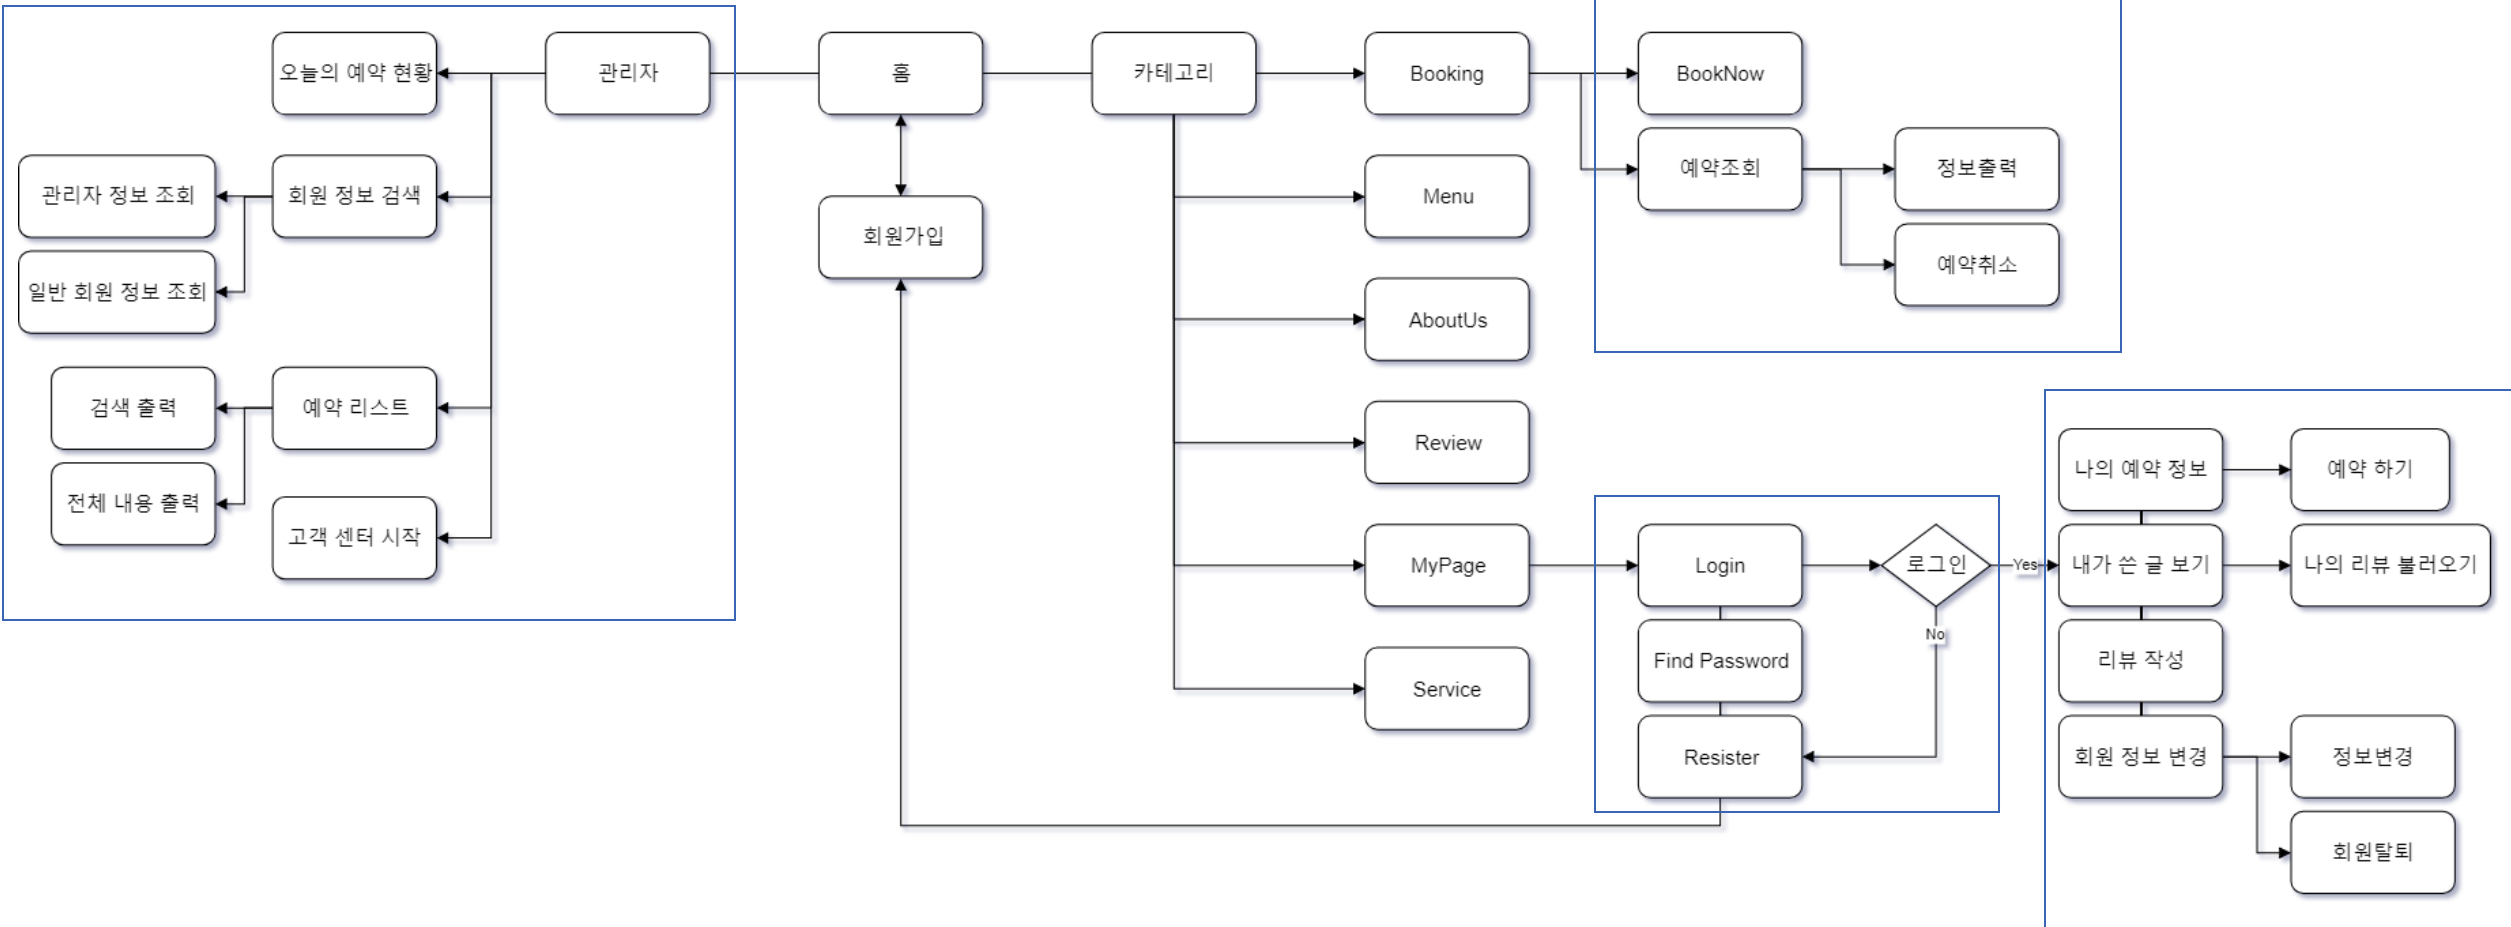 오늘의 예약 현황
관리자
홈
카테고리
Booking
BookNow
관리자 정보 조회
회원 정보 검색
회원가입
Menu
예약조회
정보출력
일반 회원 정보 조회
AboutUs
예약취소
검색 출력
예약 리스트
Review
나의 예약 정보
예약 하기
전체 내용 출력
고객 센터 시작
MyPage
Login
로그인
Yes
내가 쓴 글 보기
나의 리뷰 불러오기
No
Find Password
리뷰 작성
Service
Resister
회원 정보 변경
정보변경
회원탈퇴